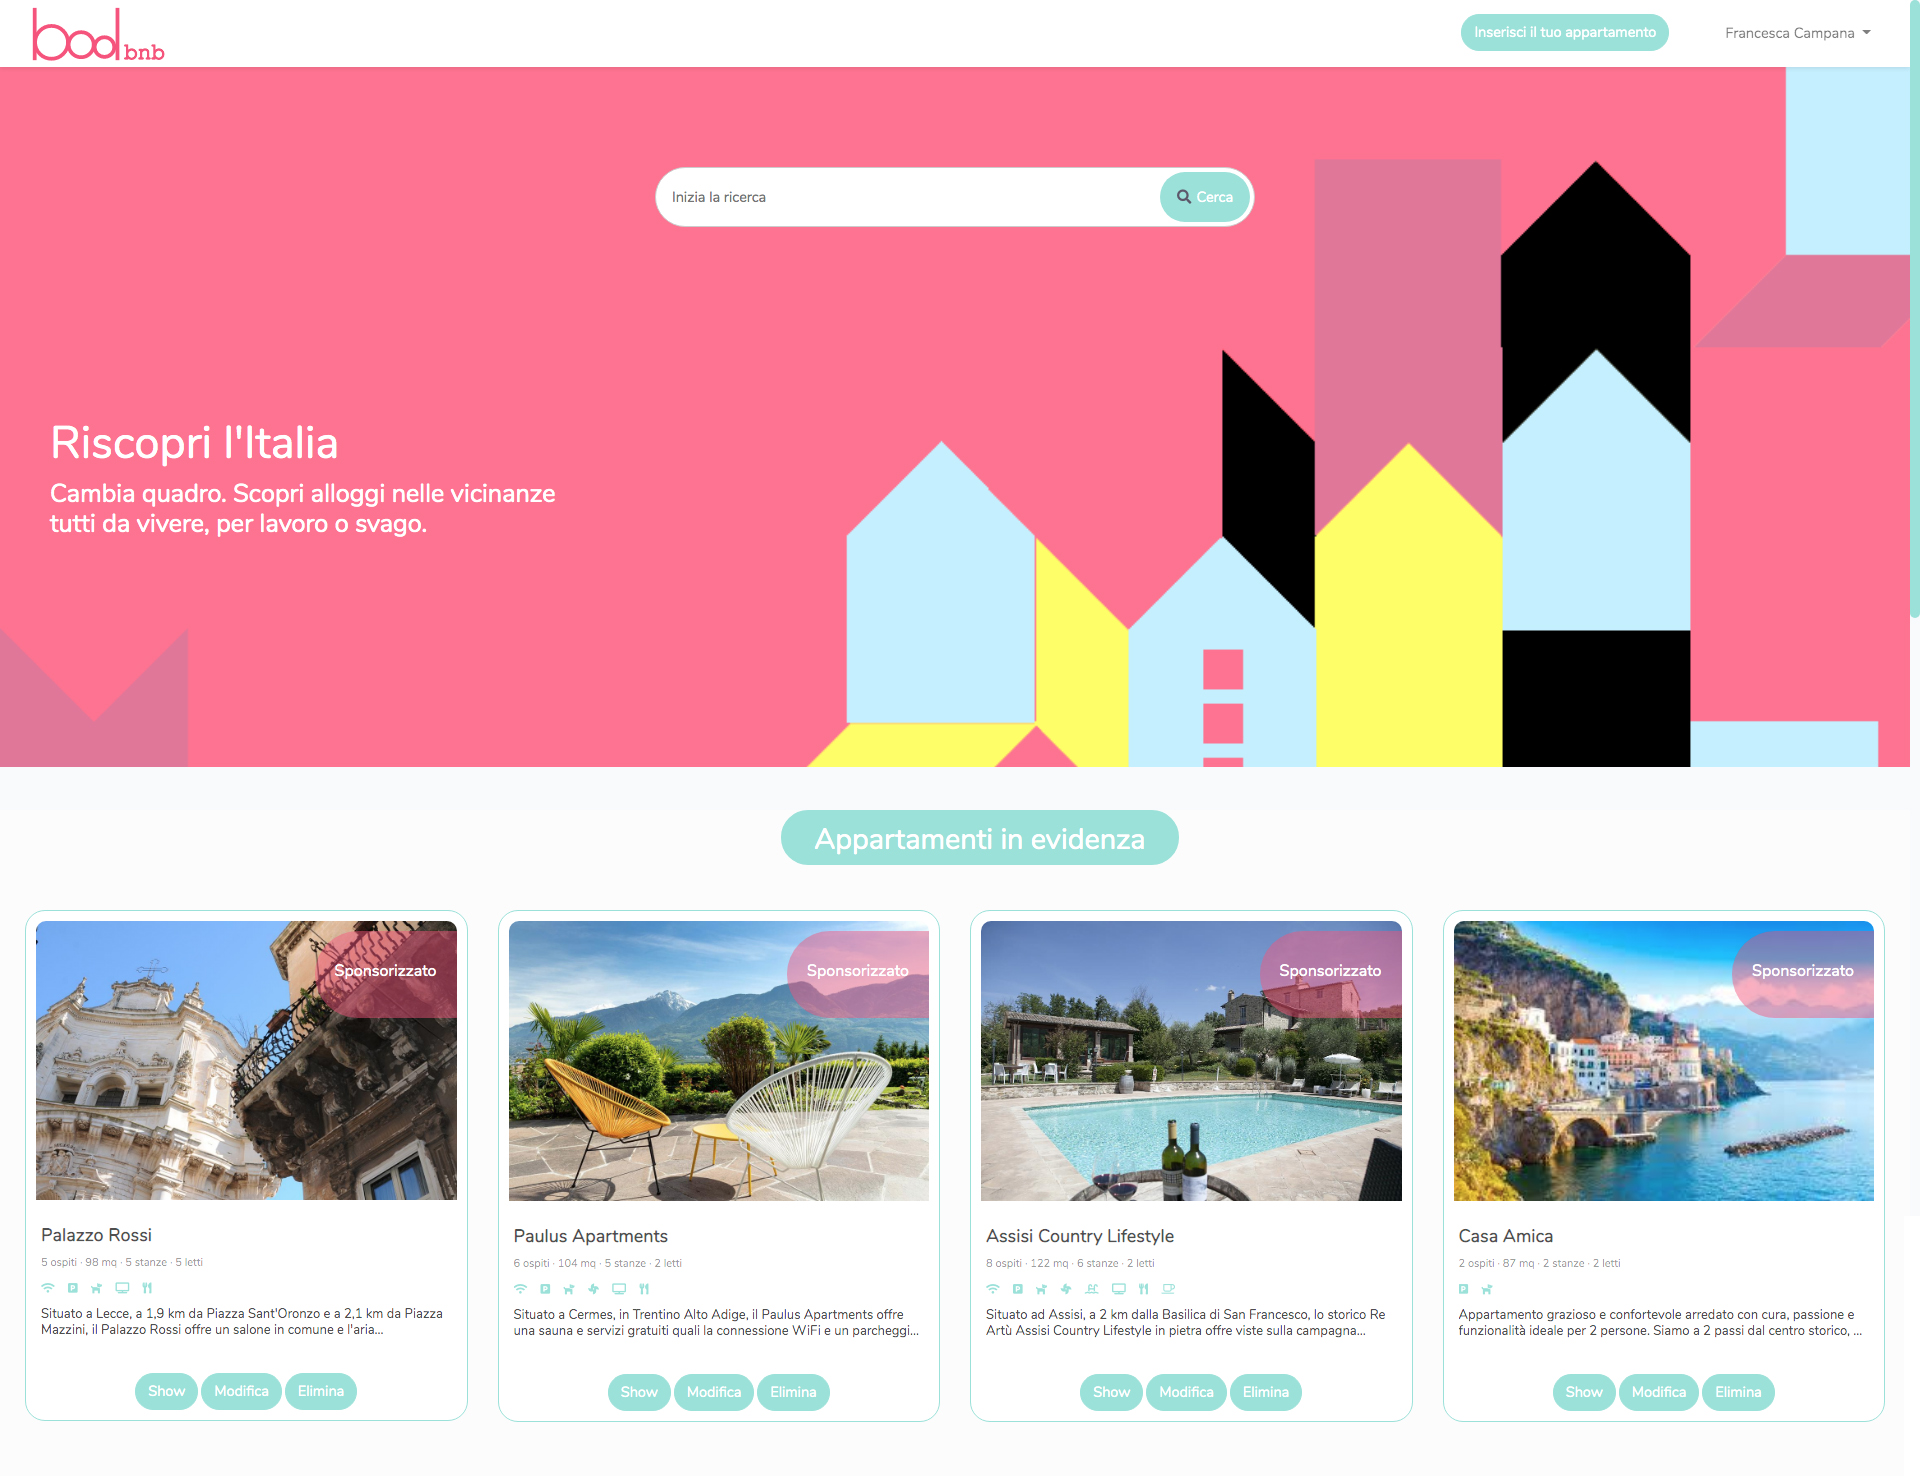 bod bnb
Inserisci il tuo appartamento
Francesca Campana
Inizia la ricerca
Cerca
Riscopri l'Italia
Cambia quadro. Scopri alloggi nelle vicinanze
tutti da vivere, per lavoro o svago.
Appartamenti in evidenza
Sponsorizzato
Palazzo Rossi
5 ospiti · 98 mq · 5 stanze · 5 letti
Situato a Lecce, a 1,9 km da Piazza Sant'Oronzo e a 2,1 km da Piazza
Mazzini, il Palazzo Rossi offre un salone in comune e l'aria...
Show
Modifica
Elimina
Sponsorizzato
Paulus Apartments
6 ospiti · 104 mq · 5 stanze · 2 letti
Situato a Cermes, in Trentino Alto Adige, il Paulus Apartments offre
una sauna e servizi gratuiti quali la connessione WiFi e un parcheggi...
Show
Modifica
Elimina
Sponsorizzato
Assisi Country Lifestyle
8 ospiti · 122 mq · 6 stanze · 2 letti
Situato ad Assisi, a 2 km dalla Basilica di San Francesco, lo storico Re
Artù Assisi Country Lifestyle in pietra offre viste sulla campagna...
Show
Modifica
Elimina
Sponsorizzato
Casa Amica
2 ospiti · 87 mq · 2 stanze · 2 letti
Appartamento grazioso e confortevole arredato con cura, passione e
funzionalità ideale per 2 persone. Siamo a 2 passi dal centro storico, ...
Show
Modifica
Elimina